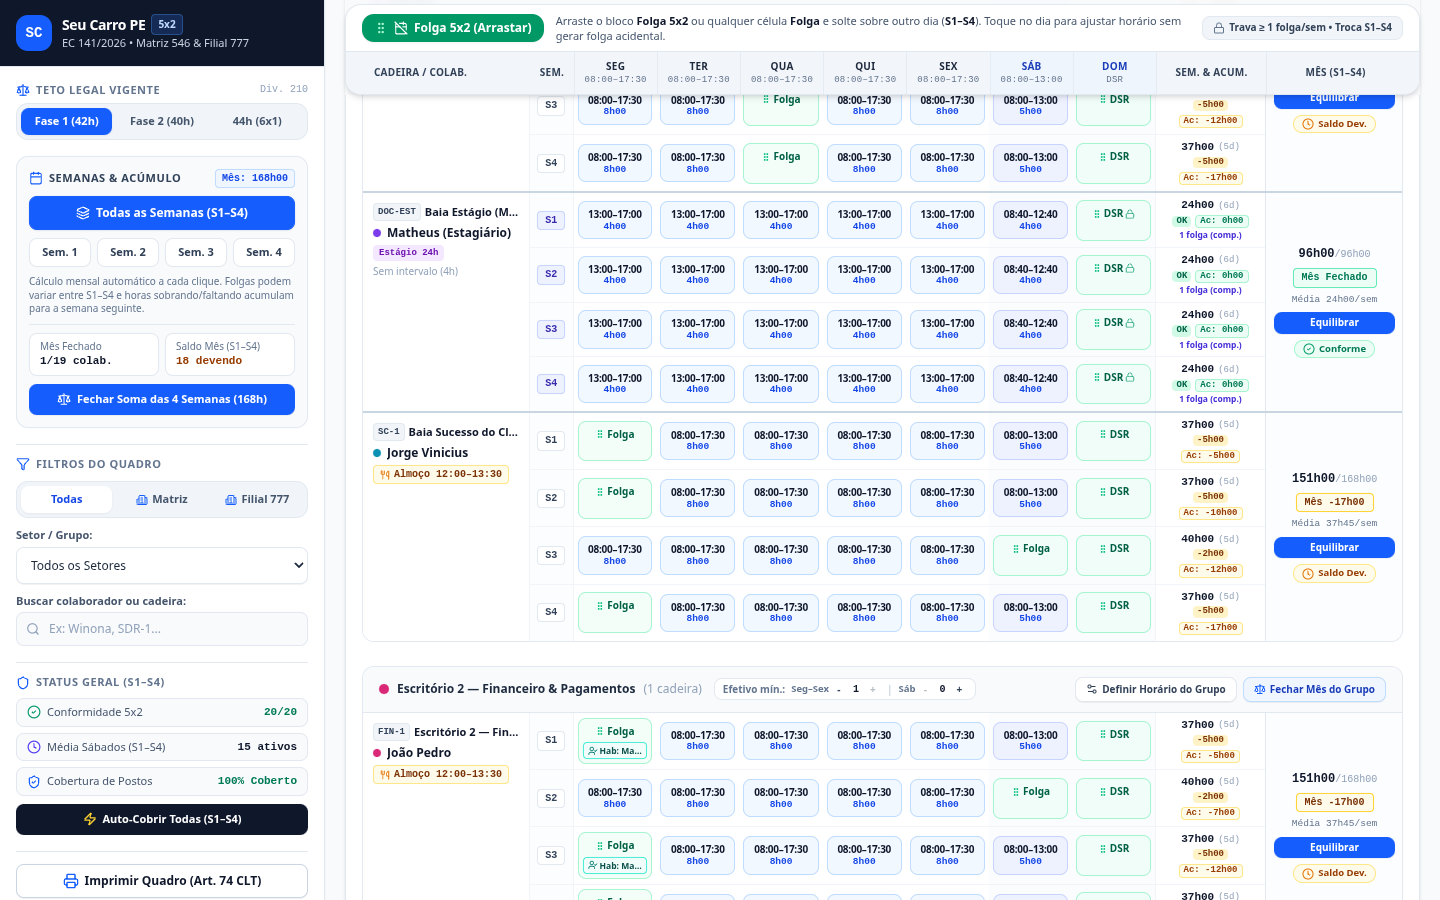 SC
Seu Carro PE 5x2
EC 141/2026 • Matriz 546 & Filial 777
TETO LEGAL VIGENTE Div. 210
Fase 1 (42h) Fase 2 (40h) 44h (6x1)
SEMANAS & ACÚMULO Mês: 168h00
Todas as Semanas (S1–S4)
Sem. 1 Sem. 2 Sem. 3 Sem. 4
Cálculo mensal automático a cada clique. Folgas podem
variar entre S1–S4 e horas sobrando/faltando acumulam
para a semana seguinte.
Mês Fechado Saldo Mês (S1–S4)
1/19 colab. 18 devendo
Fechar Soma das 4 Semanas (168h)
FILTROS DO QUADRO
Todas Matriz Filial 777
Setor / Grupo:
Todos os Setores
Buscar colaborador ou cadeira:
Ex: Winona, SDR-1...
STATUS GERAL (S1–S4)
Conformidade 5x2 20/20
Média Sábados (S1–S4) 15 ativos
Cobertura de Postos 100% Coberto
Auto-Cobrir Todas (S1–S4)
Imprimir Quadro (Art. 74 CLT)
Folga 5x2 (Arrastar)
Arraste o bloco Folga 5x2 ou qualquer célula Folga e solte sobre outro dia (S1–S4). Toque no dia para ajustar horário sem
gerar folga acidental.
Trava ≥ 1 folga/sem • Troca S1–S4
CADEIRA / COLAB. SEM. SEG TER QUA QUI SEX SÁB DOM SEM. & ACUM. MÊS (S1–S4)
08:00–17:30 08:00–17:30 08:00–17:30 08:00–17:30 08:00–17:30 08:00–13:00 DSR
S3 08:00–17:30 08:00–17:30 Folga 08:00–17:30 08:00–17:30 08:00–13:00 DSR -5h00 Equilibrar
8h00 8h00 8h00 8h00 5h00 Ac: -12h00 Saldo Dev.
S4 08:00–17:30 08:00–17:30 Folga 08:00–17:30 08:00–17:30 08:00–13:00 DSR 37h00 (5d)
8h00 8h00 8h00 8h00 5h00 -5h00
Ac: -17h00
DOC-EST Baia Estágio (M...
Matheus (Estagiário)
Estágio 24h
Sem intervalo (4h)
S1 13:00–17:00 13:00–17:00 13:00–17:00 13:00–17:00 13:00–17:00 08:40–12:40 DSR 24h00 (6d)
4h00 4h00 4h00 4h00 4h00 4h00 OK Ac: 0h00
1 folga (comp.)
S2 13:00–17:00 13:00–17:00 13:00–17:00 13:00–17:00 13:00–17:00 08:40–12:40 DSR 24h00 (6d)
4h00 4h00 4h00 4h00 4h00 4h00 OK Ac: 0h00
1 folga (comp.)
S3 13:00–17:00 13:00–17:00 13:00–17:00 13:00–17:00 13:00–17:00 08:40–12:40 DSR 24h00 (6d)
4h00 4h00 4h00 4h00 4h00 4h00 OK Ac: 0h00
1 folga (comp.)
S4 13:00–17:00 13:00–17:00 13:00–17:00 13:00–17:00 13:00–17:00 08:40–12:40 DSR 24h00 (6d)
4h00 4h00 4h00 4h00 4h00 4h00 OK Ac: 0h00
1 folga (comp.)
96h00/96h00
Mês Fechado
Média 24h00/sem
Equilibrar
Conforme
SC-1 Baia Sucesso do Cl...
Jorge Vinicius
Almoço 12:00–13:30
S1 Folga 08:00–17:30 08:00–17:30 08:00–17:30 08:00–17:30 08:00–13:00 DSR 37h00 (5d)
8h00 8h00 8h00 8h00 5h00 -5h00
Ac: -5h00
S2 Folga 08:00–17:30 08:00–17:30 08:00–17:30 08:00–17:30 08:00–13:00 DSR 37h00 (5d)
8h00 8h00 8h00 8h00 5h00 -5h00
Ac: -10h00
S3 08:00–17:30 08:00–17:30 08:00–17:30 08:00–17:30 08:00–17:30 Folga DSR 40h00 (5d)
8h00 8h00 8h00 8h00 8h00 -2h00
Ac: -12h00
S4 Folga 08:00–17:30 08:00–17:30 08:00–17:30 08:00–17:30 08:00–13:00 DSR 37h00 (5d)
8h00 8h00 8h00 8h00 5h00 -5h00
Ac: -17h00
151h00/168h00
Mês -17h00
Média 37h45/sem
Equilibrar
Saldo Dev.
Escritório 2 — Financeiro & Pagamentos (1 cadeira) Efetivo mín.: Seg–Sex - 1 + | Sáb - 0 + Definir Horário do Grupo Fechar Mês do Grupo
FIN-1 Escritório 2 — Fin...
João Pedro
Almoço 12:00–13:30
S1 Folga 08:00–17:30 08:00–17:30 08:00–17:30 08:00–17:30 08:00–13:00 DSR 37h00 (5d)
Hab: Ma... 8h00 8h00 8h00 8h00 5h00 -5h00
Ac: -5h00
S2 08:00–17:30 08:00–17:30 08:00–17:30 08:00–17:30 08:00–17:30 Folga DSR 40h00 (5d)
8h00 8h00 8h00 8h00 8h00 -2h00
Ac: -7h00
S3 Folga 08:00–17:30 08:00–17:30 08:00–17:30 08:00–17:30 08:00–13:00 DSR 37h00 (5d)
Hab: Ma... 8h00 8h00 8h00 8h00 5h00 -5h00
Ac: -12h00
151h00/168h00
Mês -17h00
Média 37h45/sem
Equilibrar
Saldo Dev.
08:00–17:30 08:00–17:30 08:00–17:30 08:00–17:30 08:00–13:00 DSR 37h00 (5d)